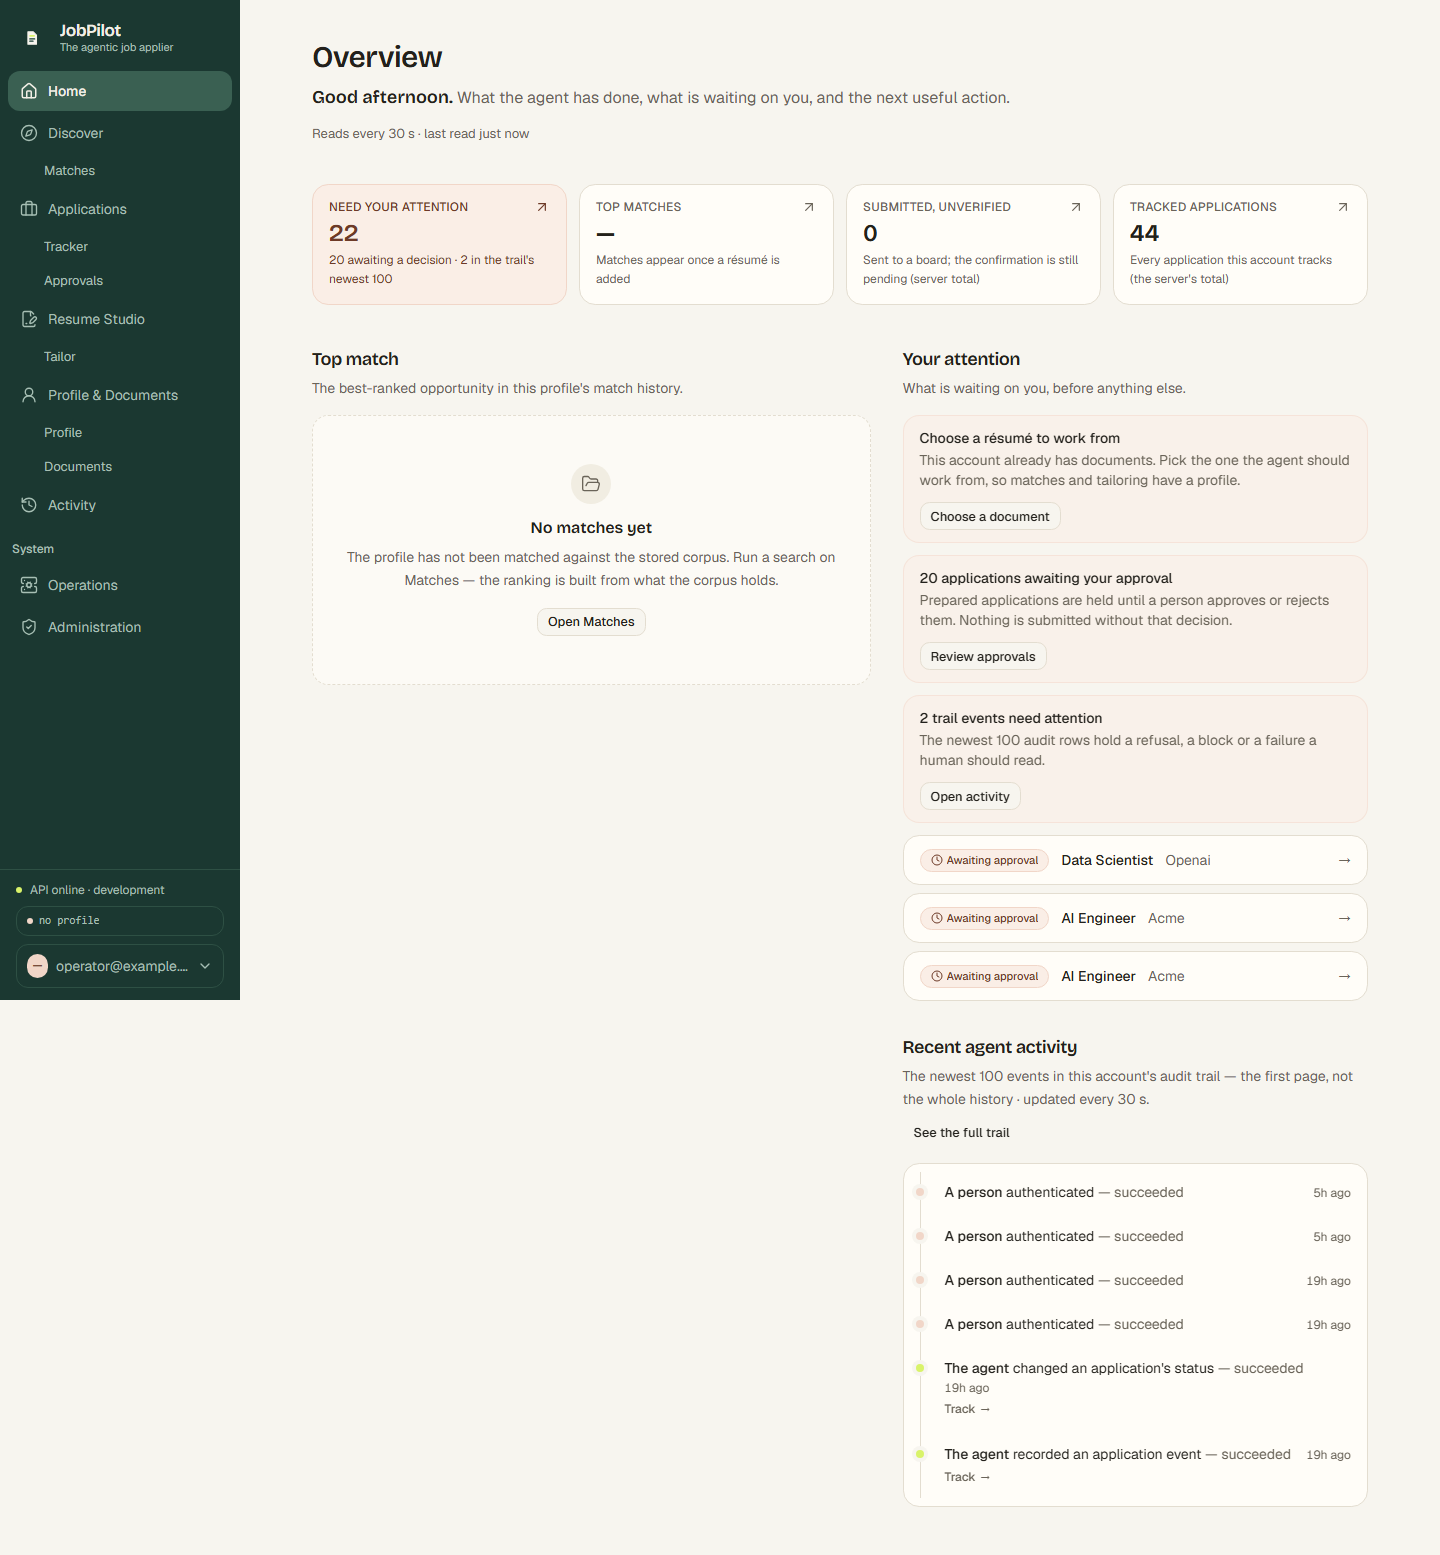 JobPilot
The agentic job applier
Home
Discover
Matches
Applications
Tracker
Approvals
Resume Studio
Tailor
Profile & Documents
Profile
Documents
Activity
System
Operations
Administration
API online · development
no profile
operator@example....
Overview
Good afternoon. What the agent has done, what is waiting on you, and the next useful action.
Reads every 30 s · last read just now
NEED YOUR ATTENTION
22
20 awaiting a decision · 2 in the trail's
newest 100
TOP MATCHES
—
Matches appear once a résumé is
added
SUBMITTED, UNVERIFIED
0
Sent to a board; the confirmation is still
pending (server total)
TRACKED APPLICATIONS
44
Every application this account tracks
(the server's total)
Top match
The best-ranked opportunity in this profile's match history.
No matches yet
The profile has not been matched against the stored corpus. Run a search on
Matches — the ranking is built from what the corpus holds.
Open Matches
Your attention
What is waiting on you, before anything else.
Choose a résumé to work from
This account already has documents. Pick the one the agent should
work from, so matches and tailoring have a profile.
Choose a document
20 applications awaiting your approval
Prepared applications are held until a person approves or rejects
them. Nothing is submitted without that decision.
Review approvals
2 trail events need attention
The newest 100 audit rows hold a refusal, a block or a failure a
human should read.
Open activity
Awaiting approval Data Scientist Openai →
Awaiting approval AI Engineer Acme →
Awaiting approval AI Engineer Acme →
Recent agent activity
The newest 100 events in this account's audit trail — the first page, not
the whole history · updated every 30 s.
See the full trail
A person authenticated — succeeded 5h ago
A person authenticated — succeeded 5h ago
A person authenticated — succeeded 19h ago
A person authenticated — succeeded 19h ago
The agent changed an application's status — succeeded
19h ago
Track →
The agent recorded an application event — succeeded 19h ago
Track →